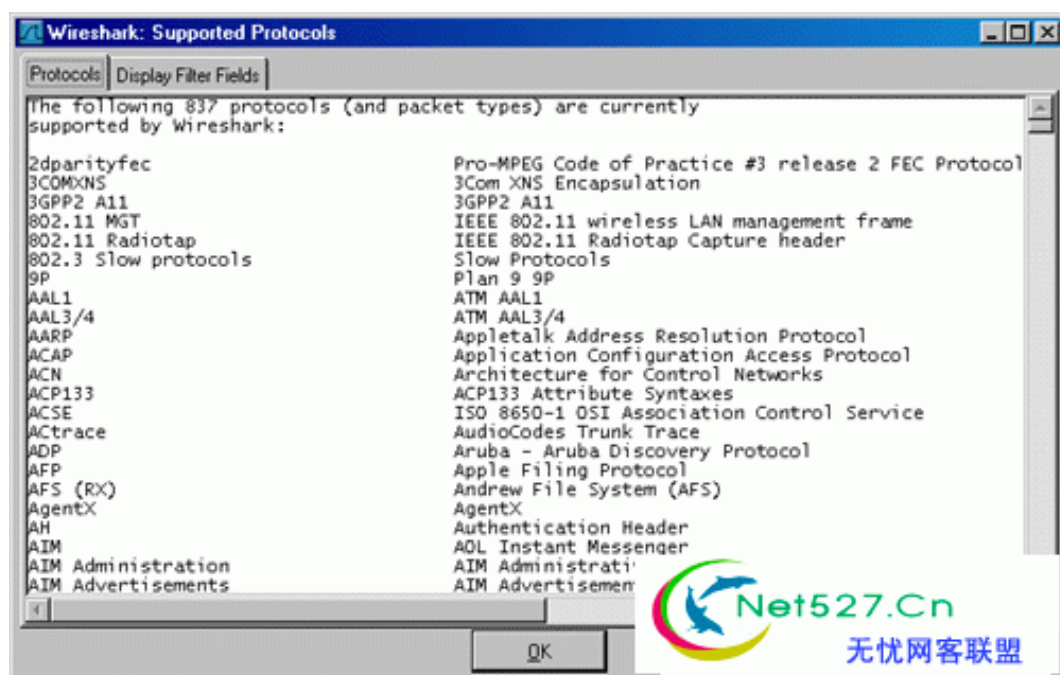 Wireshark: Supported Protocols
Protocols Display Filter Fields
The following 837 protocols (and packet types) are currently
supported by Wireshark:
2dparityfec Pro-MPEG Code of Practice #3 release 2 FEC Protocol
3COMXNS 3Com XNS Encapsulation
3GPP2 A11 3GPP2 A11
802.11 MGT IEEE 802.11 wireless LAN management frame
802.11 Radiotap IEEE 802.11 Radiotap Capture header
802.3 Slow protocols Slow Protocols
9P Plan 9 9P
AAL1 ATM AAL1
AAL3/4 ATM AAL3/4
AARP Appletalk Address Resolution Protocol
ACAP Application Configuration Access Protocol
ACN Architecture for Control Networks
ACP133 ACP133 Attribute Syntaxes
ACSE ISO 8650-1 OSI Association Control Service
ACtrace AudioCodes Trunk Trace
ADP Aruba - Aruba Discovery Protocol
AFP Apple Filing Protocol
AFS (RX) Andrew File System (AFS)
AgentX AgentX
AH Authentication Header
AIM AOL Instant Messenger
AIM Administration AIM
AIM Advertisements AIM
Net527.Cn
OK
无忧网客联盟